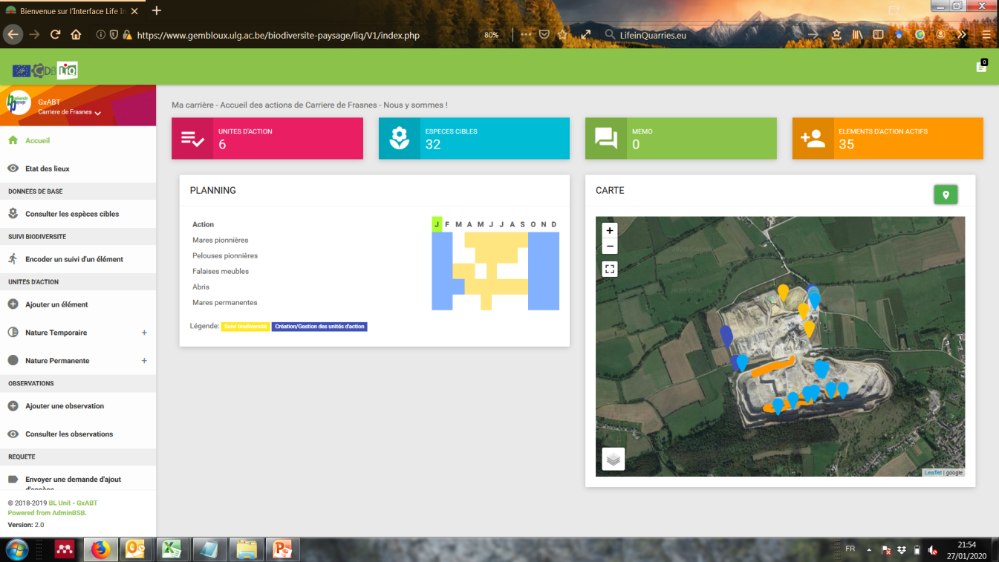 Bienvenue sur l'Interface Life In
https://www.gembloux.ulg.ac.be/biodiversite-paysage/liq/V1/index.php
80%
LifeinQuarries.eu
GDB LiQ
0
biodiversité
paysage
GxABT
Carriere de Frasnes
Accueil
Etat des lieux
DONNEES DE BASE
Consulter les espèces cibles
SUIVI BIODIVERSITE
Encoder un suivi d'un élément
UNITES D'ACTION
Ajouter un élément
Nature Temporaire +
Nature Permanente +
OBSERVATIONS
Ajouter une observation
Consulter les observations
REQUETE
Envoyer une demande d'ajout
d'espèce
© 2018-2019 BL Unit - GxABT
Powered from AdminBSB.
Version: 2.0
Ma carrière - Accueil des actions de Carriere de Frasnes - Nous y sommes !
UNITES D'ACTION
6
ESPECES CIBLES
32
MEMO
0
ELEMENTS D'ACTION ACTIFS
35
PLANNING
Action J F M A M J J A S O N D
Mares pionnières
Pelouses pionnières
Falaises meubles
Abris
Mares permanentes
Légende: Suivi biodiversité Création/Gestion des unités d'action
CARTE
+
−
Leaflet | google
FR
21:54
27/01/2020